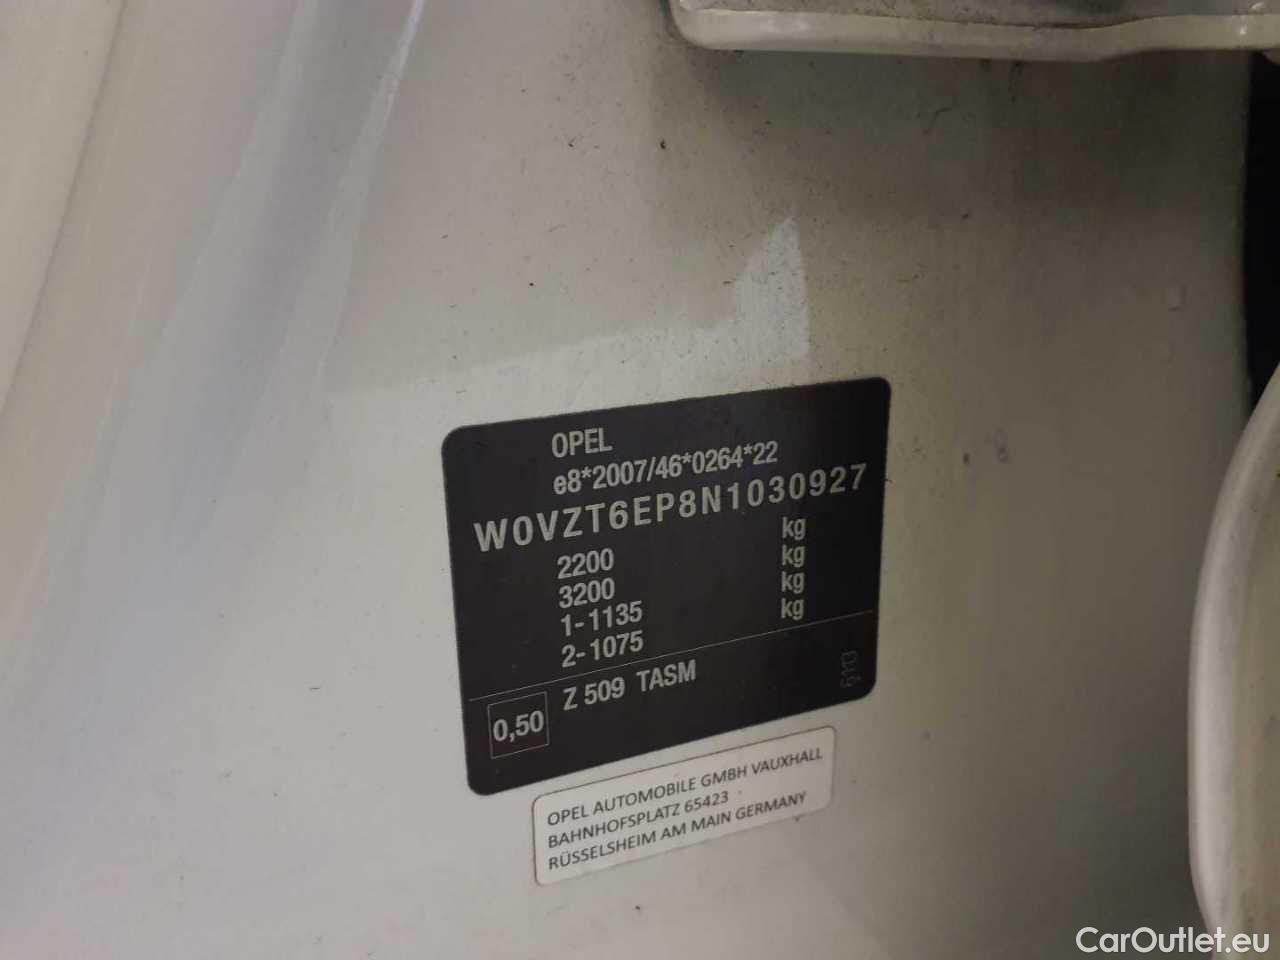 OPEL
e8*2007/46*0264*22
W0VZT6EP8N1030927
2200 kg
3200 kg
1-1135 kg
2-1075 kg
0,50 Z 509 TASM
OPEL AUTOMOBILE GMBH VAUXHALL
BAHNHOFSPLATZ 65423
RÜSSELSHEIM AM MAIN GERMANY
CarOutlet.eu